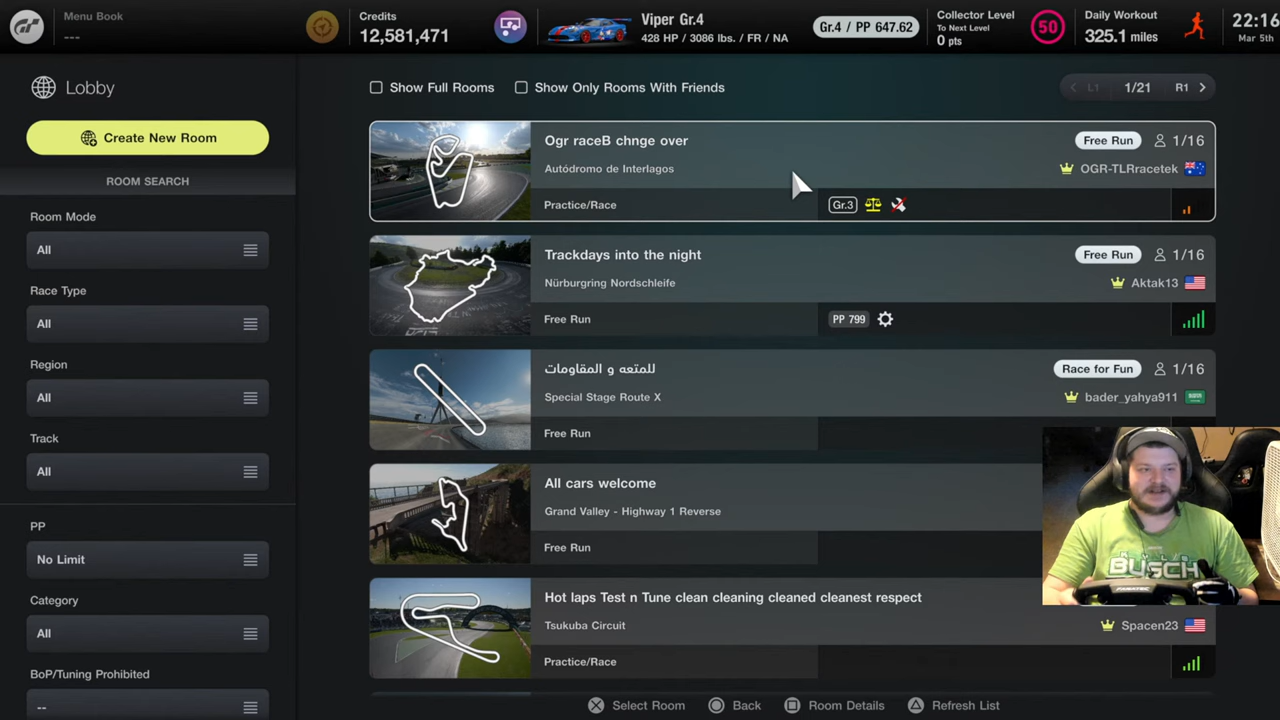 Menu Book
---
Credits
12,581,471
Viper Gr.4
428 HP / 3086 lbs. / FR / NA
Gr.4 / PP 647.62
Collector Level
To Next Level
0 pts
50
Daily Workout
325.1 miles
22:16
Mar 5th
Lobby
Create New Room
ROOM SEARCH
Room Mode
All
Race Type
All
Region
All
Track
All
PP
No Limit
Category
All
BoP/Tuning Prohibited
--
Show Full Rooms
Show Only Rooms With Friends
L1 1/21 R1
Ogr raceB chnge over
Free Run 1/16
Autódromo de Interlagos
OGR-TLRracetek
Practice/Race
Gr.3
Trackdays into the night
Free Run 1/16
Nürburgring Nordschleife
Aktak13
Free Run
PP 799
للمتعه و المقاومات
Race for Fun 1/16
Special Stage Route X
bader_yahya911
Free Run
All cars welcome
Grand Valley - Highway 1 Reverse
Free Run
Hot laps Test n Tune clean cleaning cleaned cleanest respect
Tsukuba Circuit
Spacen23
Practice/Race
BUSCH
FANATEC
Select Room
Back
Room Details
Refresh List